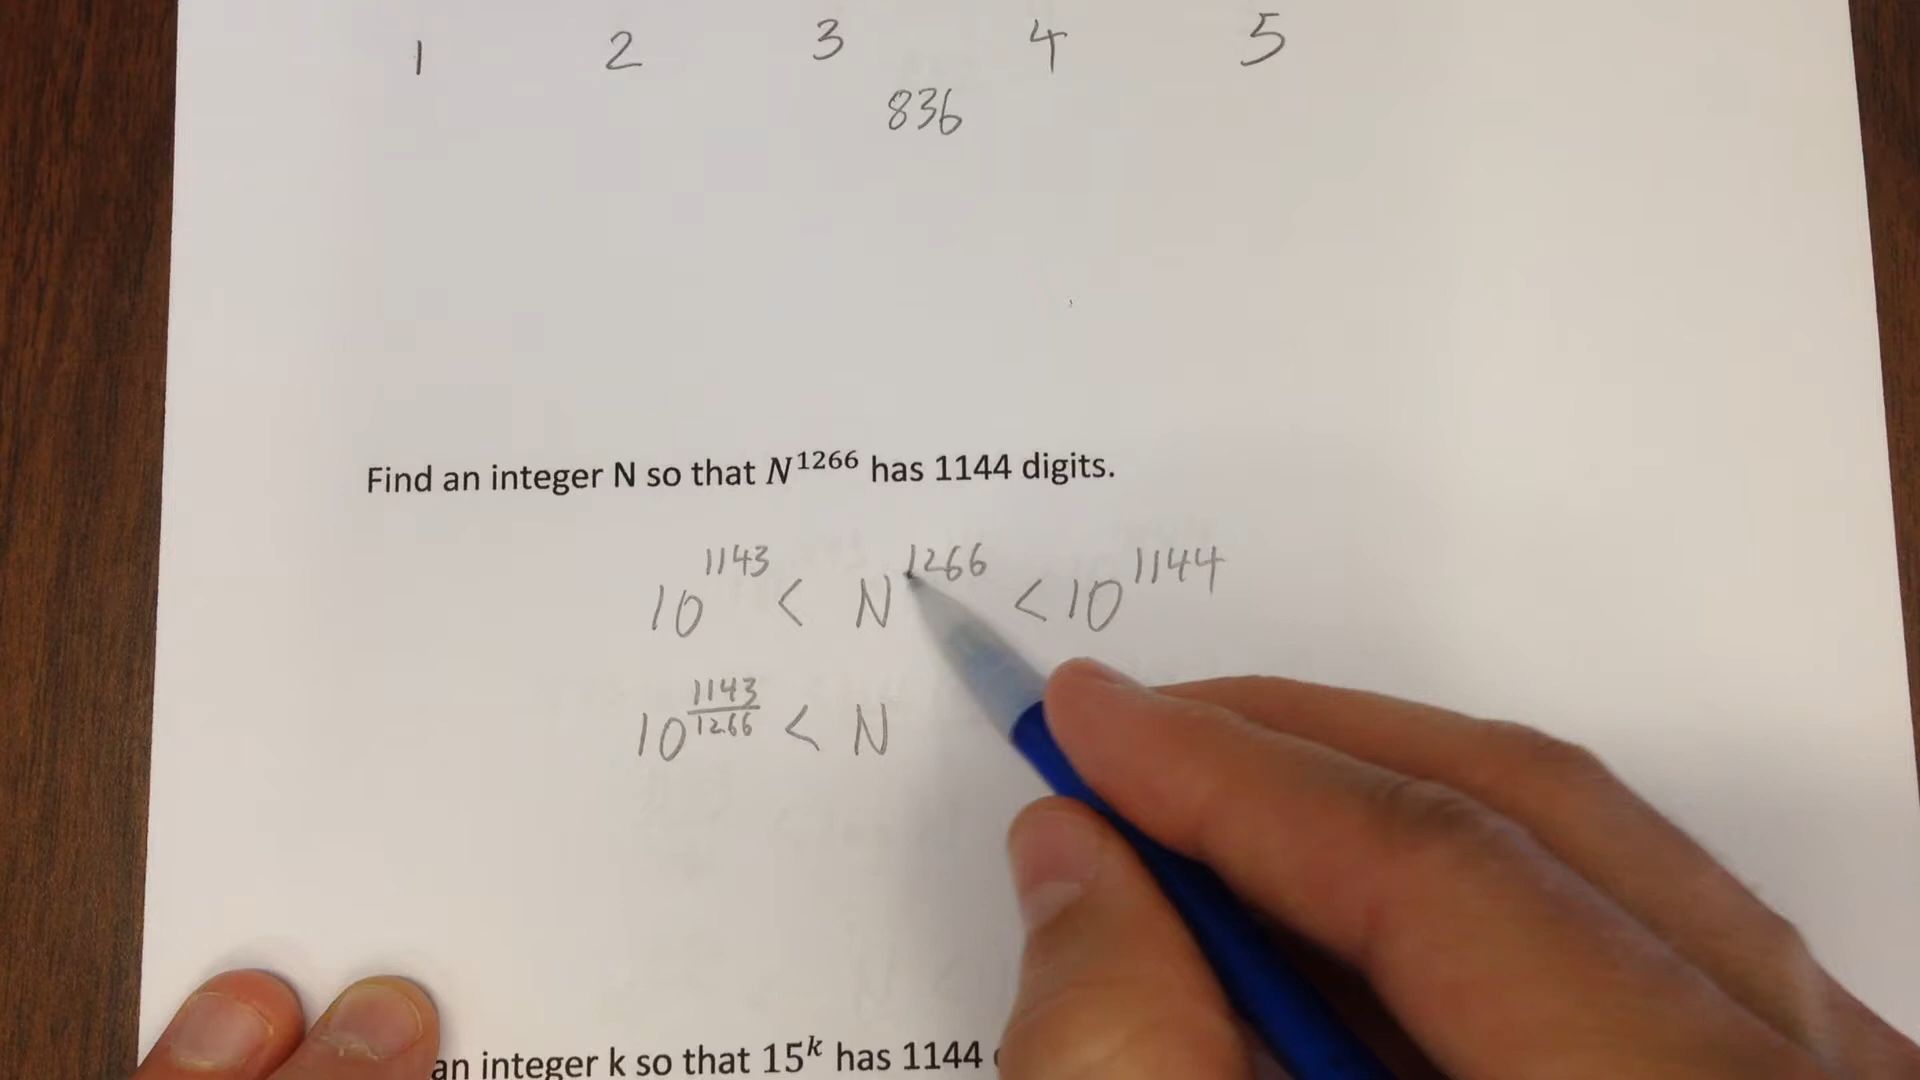 1 2 3 4 5
836
Find an integer N so that N^1266 has 1144 digits.
10^1143 < N^1266 < 10^1144
10^(1143/1266) < N
an integer k so that 15^k has 1144